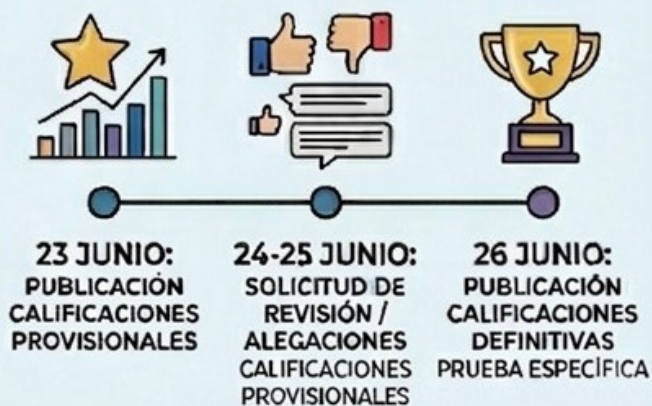 23 JUNIO:
PUBLICACIÓN
CALIFICACIONES
PROVISIONALES
24-25 JUNIO:
SOLICITUD DE
REVISIÓN /
ALEGACIONES
CALIFICACIONES
PROVISIONALES
26 JUNIO:
PUBLICACIÓN
CALIFICACIONES
DEFINITIVAS
PRUEBA ESPECÍFICA